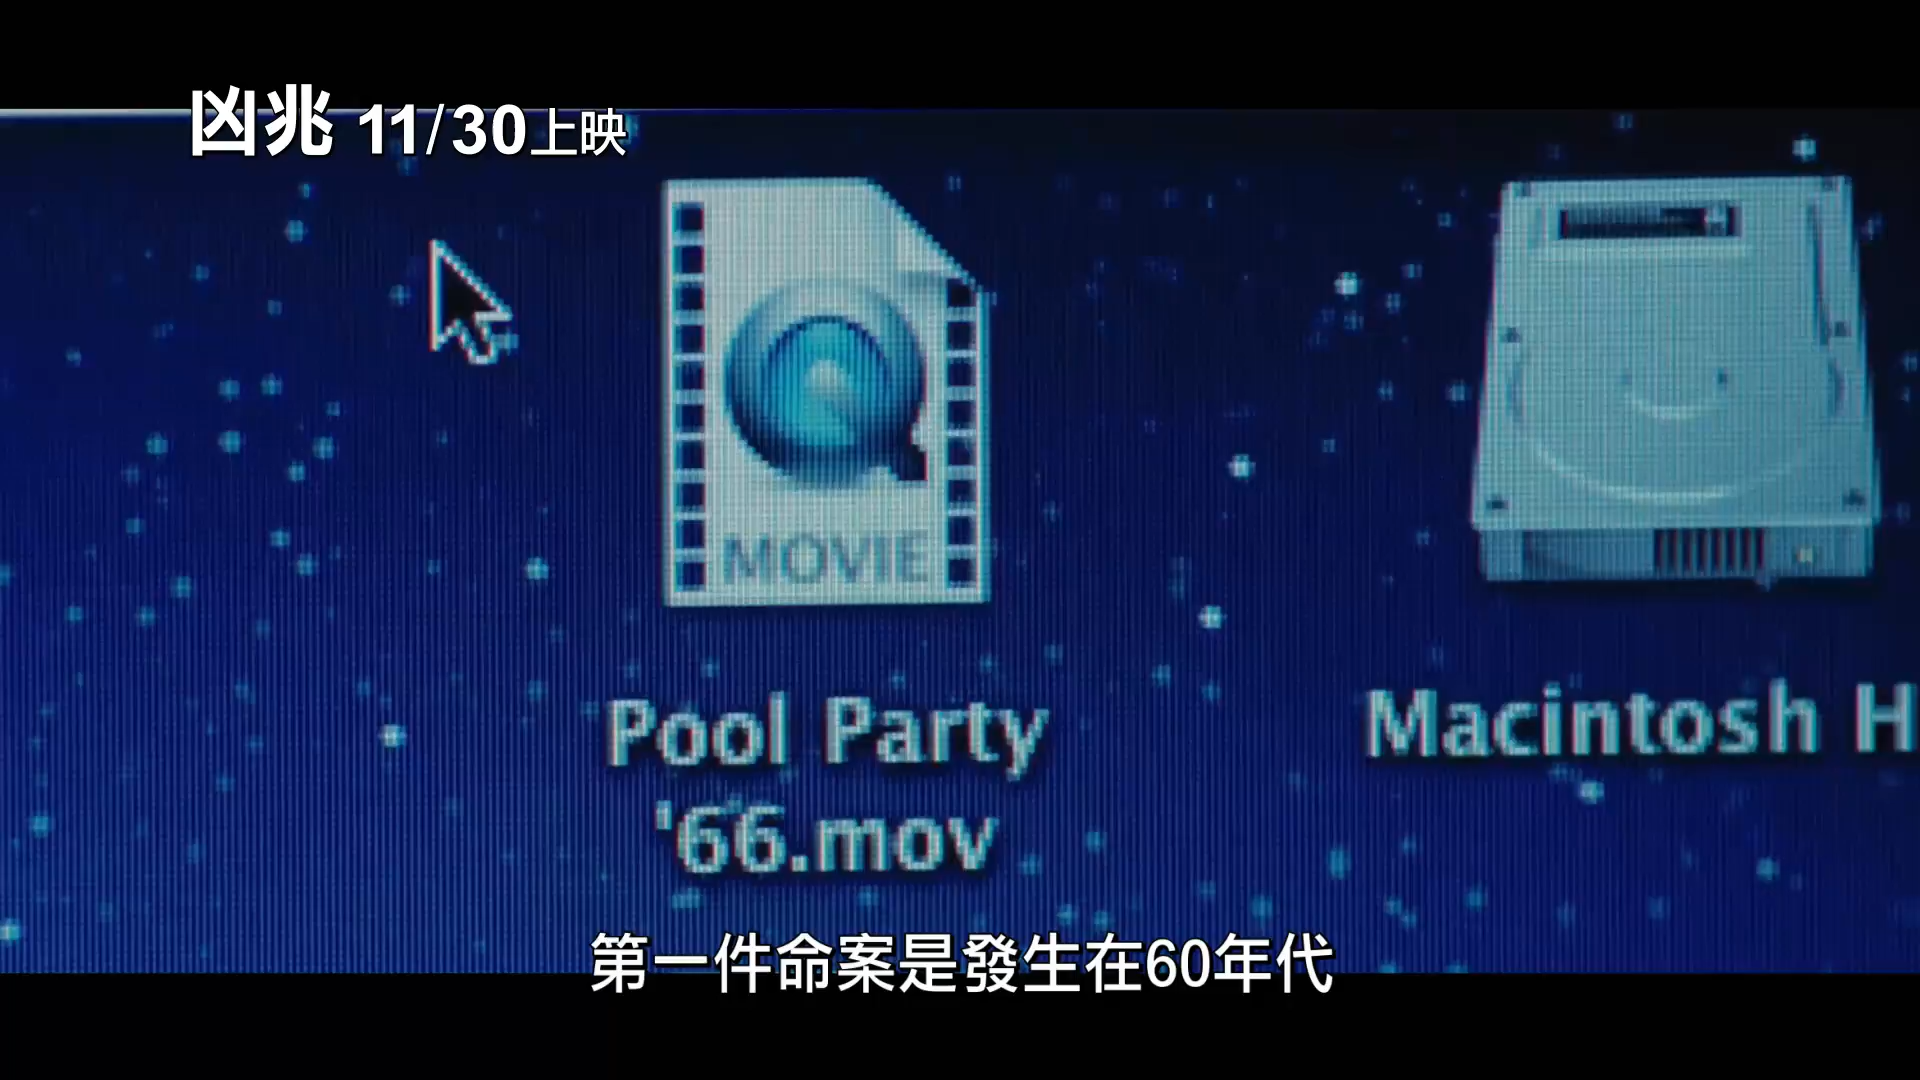 凶兆 11/30上映
MOVIE
Pool Party
'66.mov
Macintosh H
第一件命案是發生在60年代